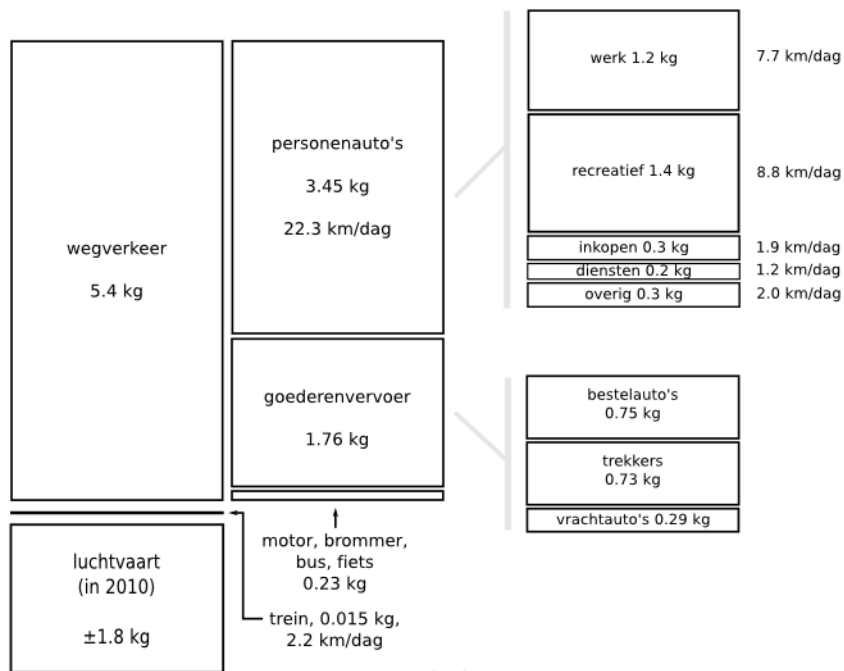 wegverkeer
5.4 kg
personenauto's
3.45 kg
22.3 km/dag
goederenvervoer
1.76 kg
motor, brommer,
bus, fiets
0.23 kg
trein, 0.015 kg,
2.2 km/dag
luchtvaart
(in 2010)
±1.8 kg
werk 1.2 kg
7.7 km/dag
recreatief 1.4 kg
8.8 km/dag
inkopen 0.3 kg
1.9 km/dag
diensten 0.2 kg
1.2 km/dag
overig 0.3 kg
2.0 km/dag
bestelauto's
0.75 kg
trekkers
0.73 kg
vrachtauto's 0.29 kg